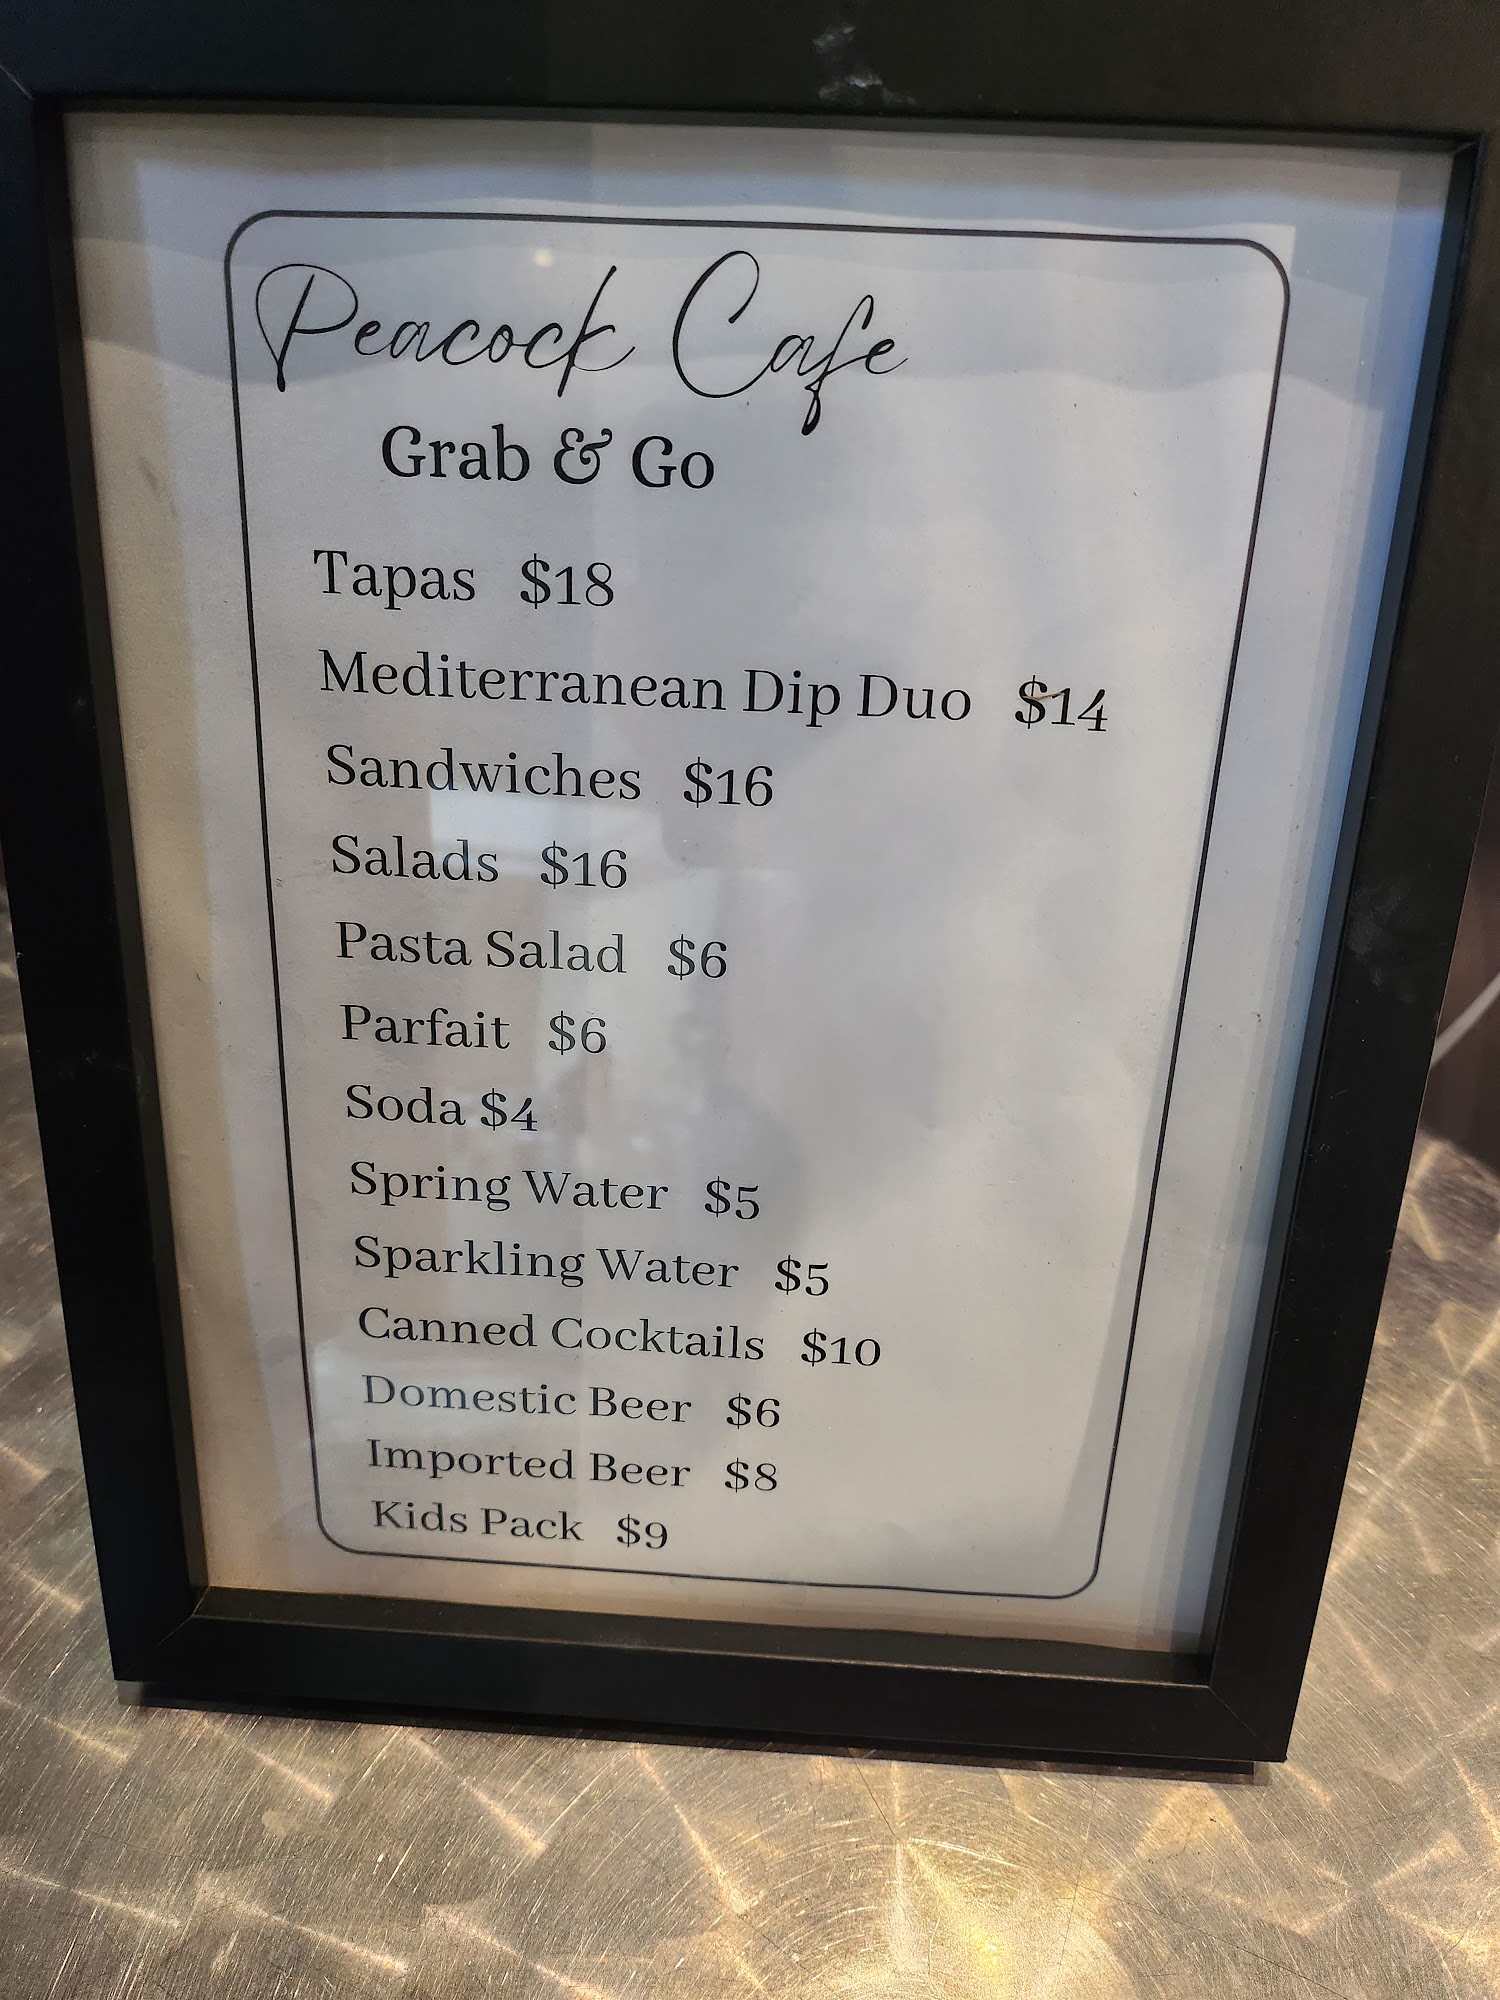 Peacock Cafe
Grab & Go
Tapas $18
Mediterranean Dip Duo $14
Sandwiches $16
Salads $16
Pasta Salad $6
Parfait $6
Soda $4
Spring Water $5
Sparkling Water $5
Canned Cocktails $10
Domestic Beer $6
Imported Beer $8
Kids Pack $9